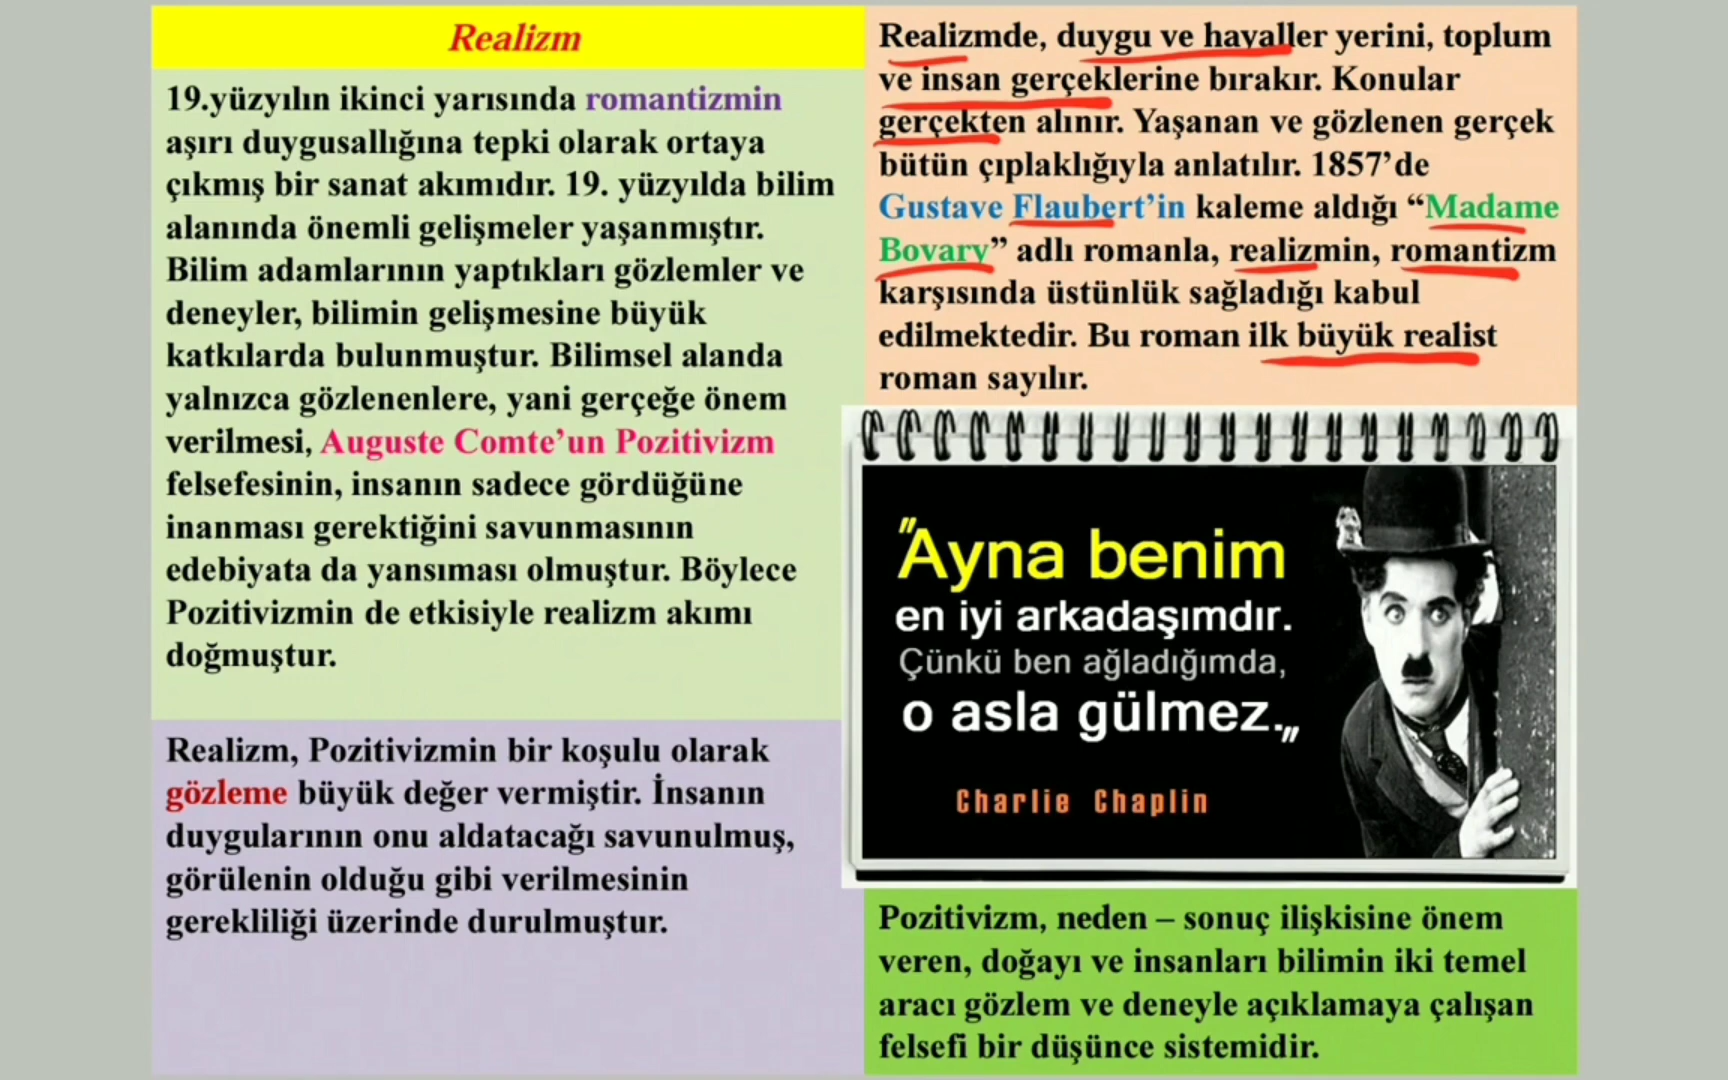 Realizm
19.yüzyılın ikinci yarısında romantizmin
aşırı duygusallığına tepki olarak ortaya
çıkmış bir sanat akımıdır. 19. yüzyılda bilim
alanında önemli gelişmeler yaşanmıştır.
Bilim adamlarının yaptıkları gözlemler ve
deneyler, bilimin gelişmesine büyük
katkılarda bulunmuştur. Bilimsel alanda
yalnızca gözlenenlere, yani gerçeğe önem
verilmesi, Auguste Comte’un Pozitivizm
felsefesinin, insanın sadece gördüğüne
inanması gerektiğini savunmasının
edebiyata da yansıması olmuştur. Böylece
Pozitivizmin de etkisiyle realizm akımı
doğmuştur.
Realizm, Pozitivizmin bir koşulu olarak
gözleme büyük değer vermiştir. İnsanın
duygularının onu aldatacağı savunulmuş,
görülenin olduğu gibi verilmesinin
gerekliliği üzerinde durulmuştur.
Realizmde, duygu ve hayaller yerini, toplum
ve insan gerçeklerine bırakır. Konular
gerçekten alınır. Yaşanan ve gözlenen gerçek
bütün çıplaklığıyla anlatılır. 1857’de
Gustave Flaubert’in kaleme aldığı “Madame
Bovary” adlı romanla, realizmin, romantizm
karşısında üstünlük sağladığı kabul
edilmektedir. Bu roman ilk büyük realist
roman sayılır.
"Ayna benim
en iyi arkadaşımdır.
Çünkü ben ağladığımda,
o asla gülmez.„
Charlie Chaplin
Pozitivizm, neden – sonuç ilişkisine önem
veren, doğayı ve insanları bilimin iki temel
aracı gözlem ve deneyle açıklamaya çalışan
felsefi bir düşünce sistemidir.